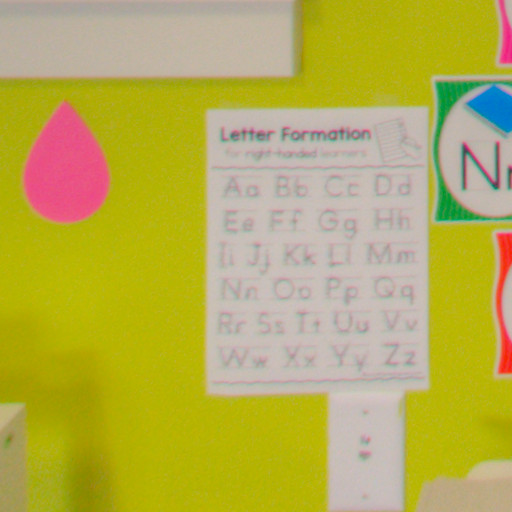 Letter Formation
for right-handed learners
Aa Bb Cc Dd
Ee Ff Gg Hh
Ii Jj Kk Ll Mm
Nn Oo Pp Qq
Rr Ss Tt Uu Vv
Ww Xx Yy Zz
Nn